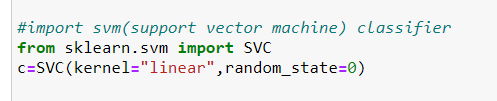 #import svm(support vector machine) classifier
from sklearn.svm import SVC
c=SVC(kernel="linear",random_state=0)